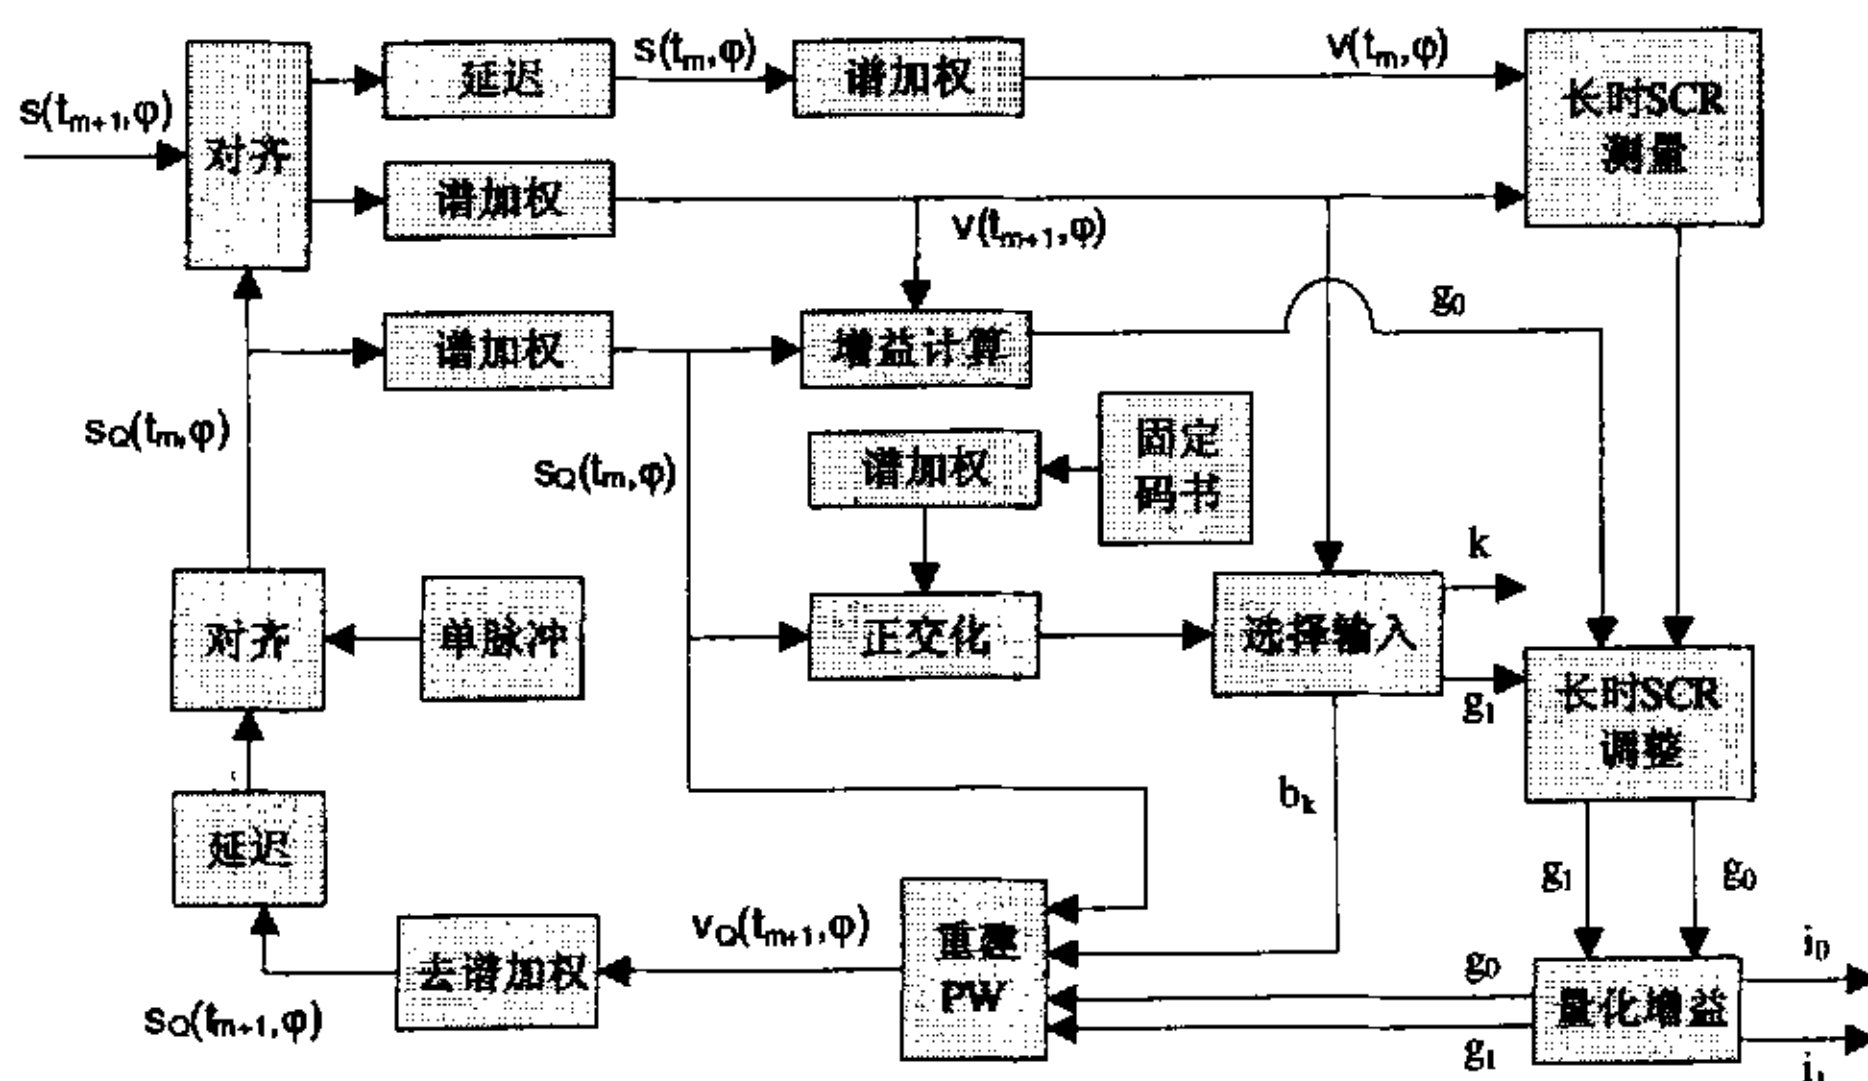 s(tₘ,φ)
v(tₘ,φ)
延迟
谱加权
长时SCR
测量
s(tₘ₊₁,φ)
对齐
谱加权
v(tₘ₊₁,φ)
g₀
谱加权
增益计算
s_Q(tₘ,φ)
s_Q(tₘ,φ)
谱加权
固定
码书
k
对齐
单脉冲
正交化
选择输入
g₁
长时SCR
调整
bₖ
延迟
g₁
g₀
v_Q(tₘ₊₁,φ)
重建
PW
去谱加权
s_Q(tₘ₊₁,φ)
g₀
g₁
量化增益
i₀
i₁